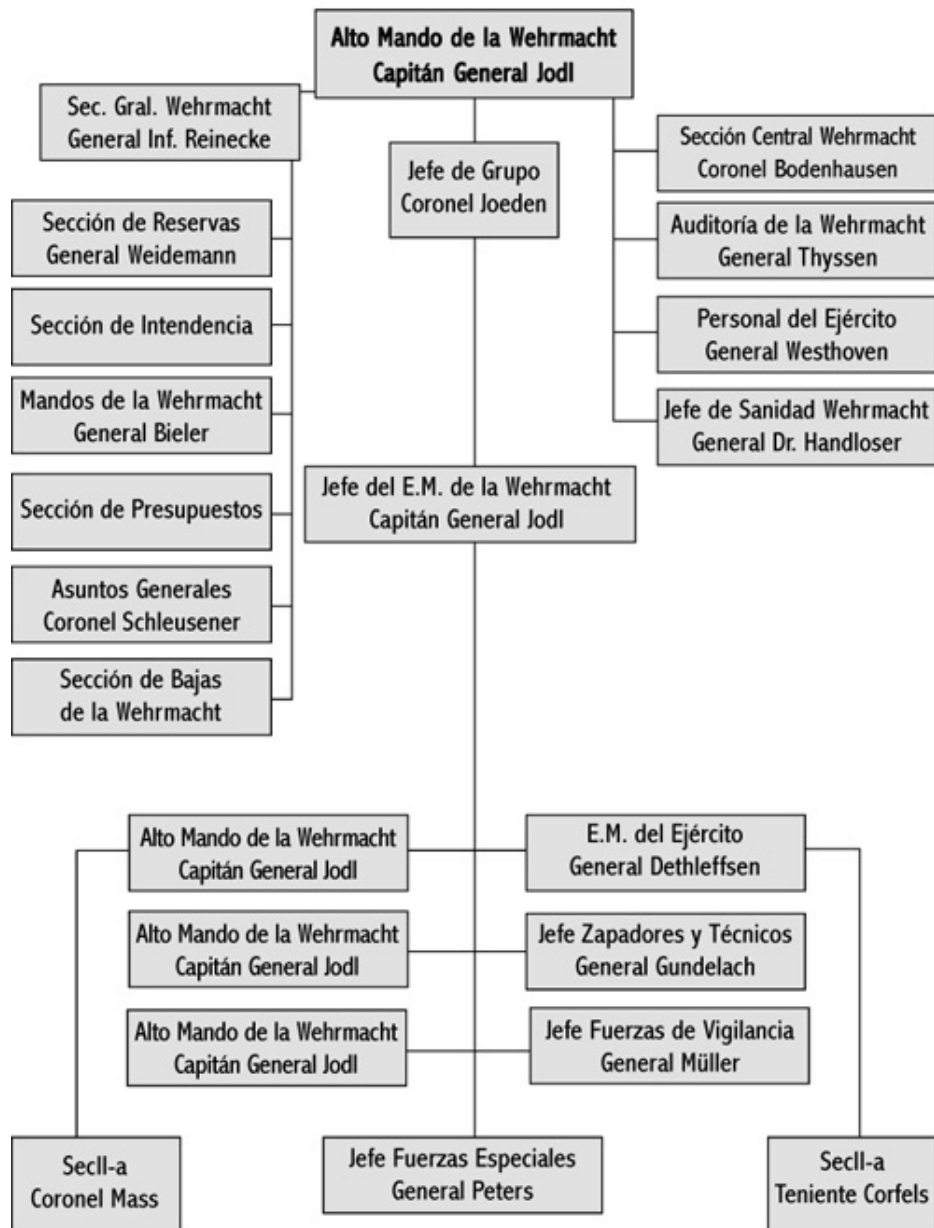 Alto Mando de la Wehrmacht
Capitán General Jodl
Sec. Gral. Wehrmacht
General Inf. Reinecke
Jefe de Grupo
Coronel Joeden
Sección Central Wehrmacht
Coronel Bodenhausen
Sección de Reservas
General Weidemann
Auditoría de la Wehrmacht
General Thyssen
Sección de Intendencia
Personal del Ejército
General Westhoven
Mandos de la Wehrmacht
General Bieler
Jefe de Sanidad Wehrmacht
General Dr. Handloser
Jefe del E.M. de la Wehrmacht
Capitán General Jodl
Sección de Presupuestos
Asuntos Generales
Coronel Schleusener
Sección de Bajas
de la Wehrmacht
Alto Mando de la Wehrmacht
Capitán General Jodl
E.M. del Ejército
General Dethleffsen
Alto Mando de la Wehrmacht
Capitán General Jodl
Jefe Zapadores y Técnicos
General Gundelach
Alto Mando de la Wehrmacht
Capitán General Jodl
Jefe Fuerzas de Vigilancia
General Müller
SecII-a
Coronel Mass
Jefe Fuerzas Especiales
General Peters
SecII-a
Teniente Corfels